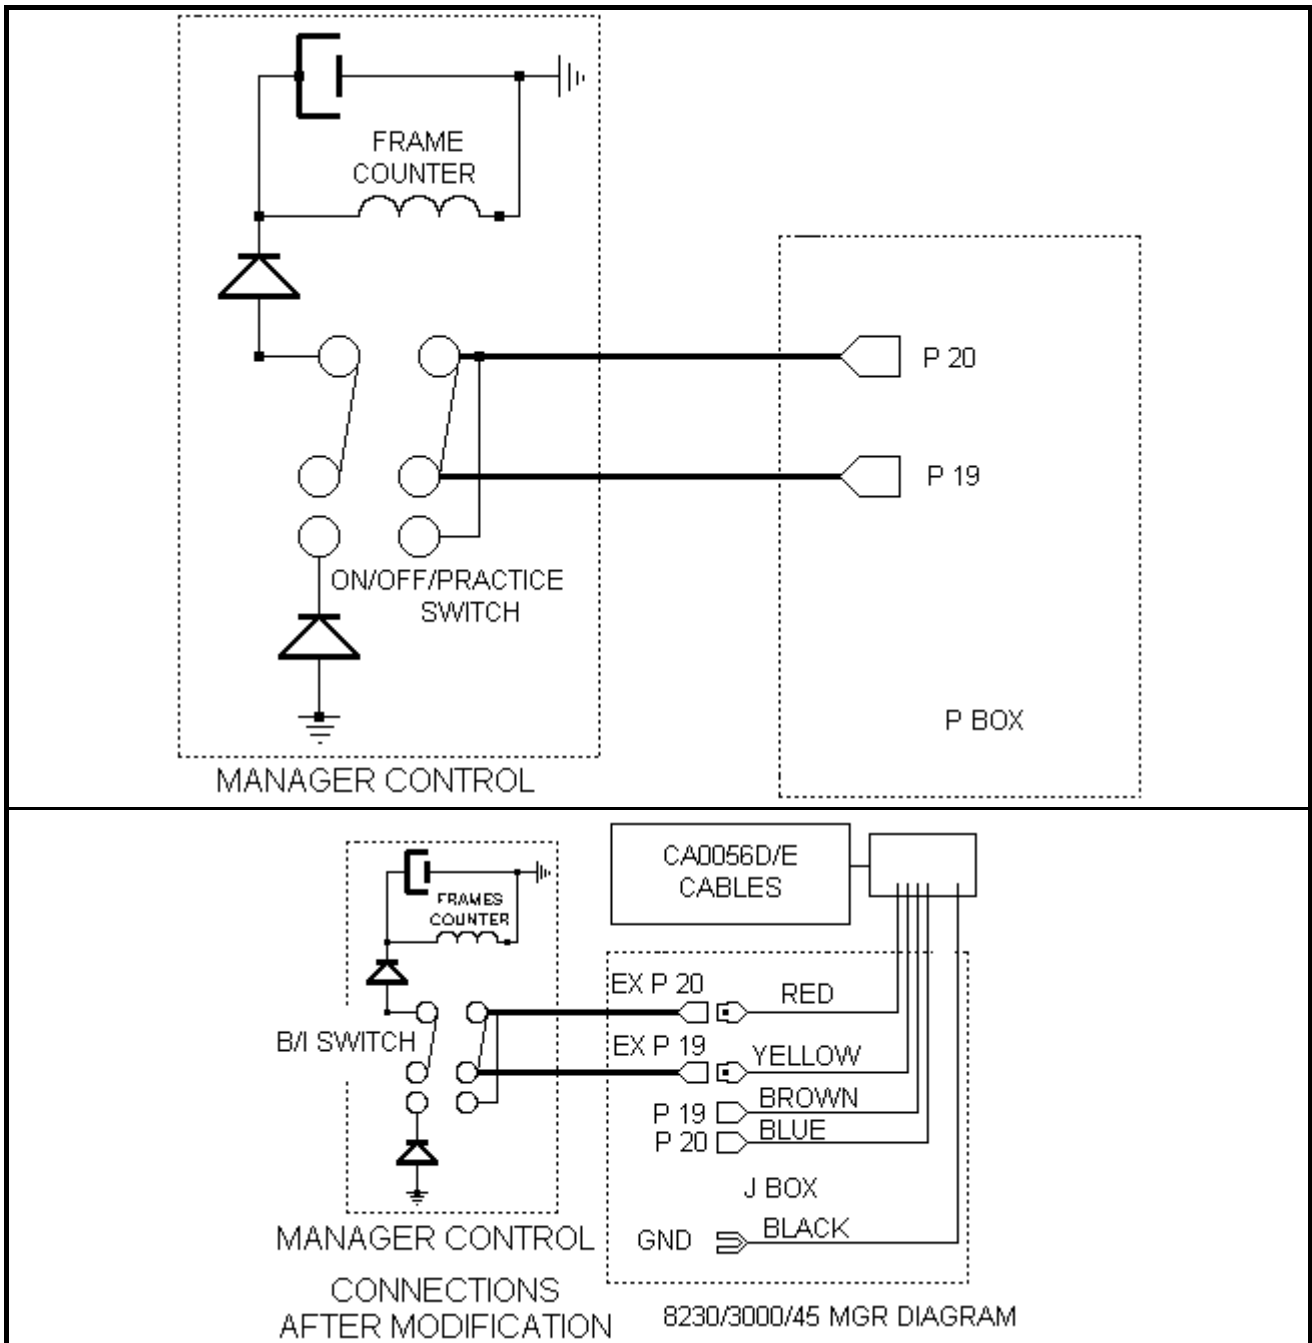 FRAME
COUNTER
P 20
P 19
ON/OFF/PRACTICE
SWITCH
P BOX
MANAGER CONTROL
CA0056D/E
CABLES
FRAMES
COUNTER
EX P 20
RED
B/I SWITCH
EX P 19
YELLOW
P 19
BROWN
P 20
BLUE
J BOX
GND
BLACK
MANAGER CONTROL
CONNECTIONS
AFTER MODIFICATION
8230/3000/45 MGR DIAGRAM